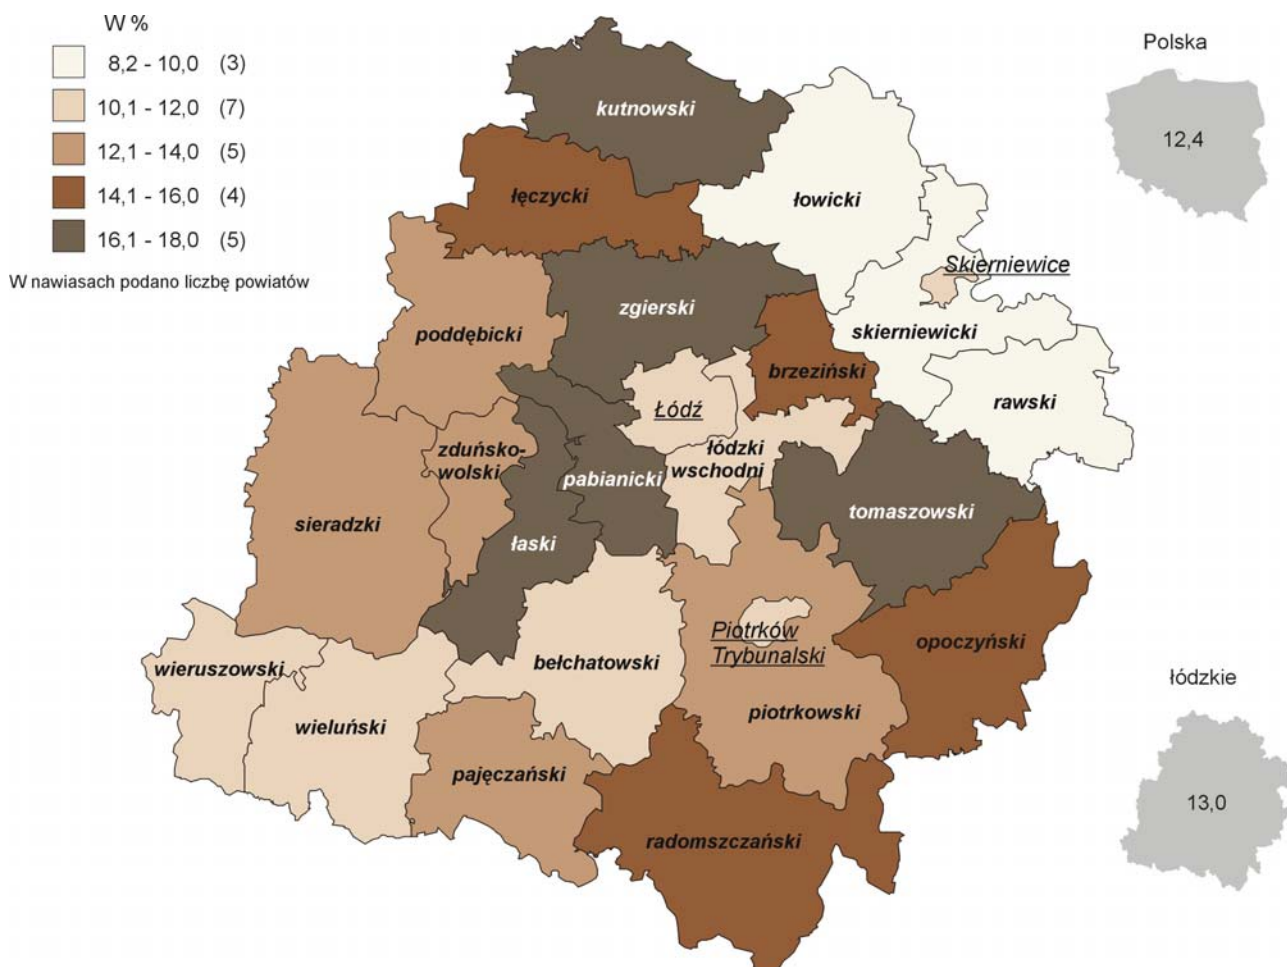 W %
8,2 - 10,0 (3)
10,1 - 12,0 (7)
12,1 - 14,0 (5)
14,1 - 16,0 (4)
16,1 - 18,0 (5)
W nawiasach podano liczbę powiatów
Polska
12,4
kutnowski
łęczycki
łowicki
Skierniewice
zgierski
skierniewicki
poddębicki
brzeziński
rawski
Łódź
zduńsko-
wolski
łódzki
wschodni
pabianicki
tomaszowski
sieradzki
łaski
Piotrków
Trybunalski
opoczyński
wieruszowski
bełchatowski
wieluński
piotrkowski
pajęczański
radomszczański
łódzkie
13,0